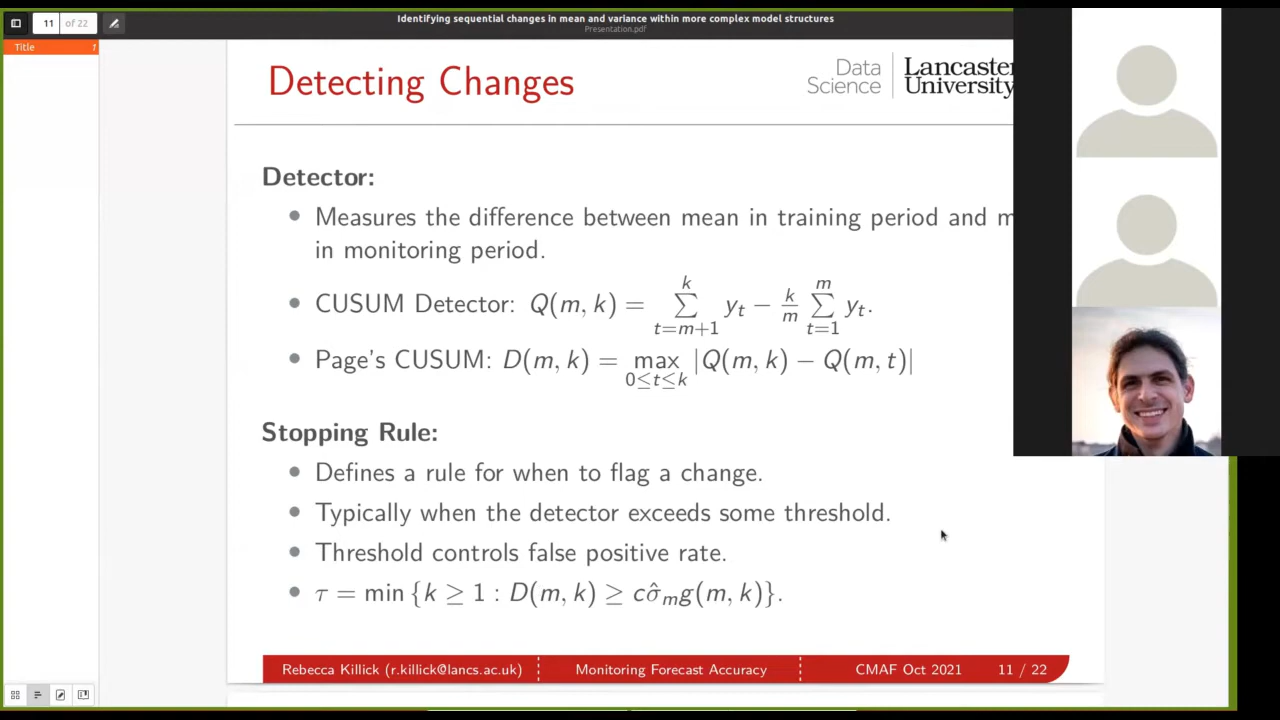 Identifying sequential changes in mean and variance within more complex model structures
Presentation.pdf
11 of 22
Title 1
Detecting Changes
Data Science
Lancaster University
Detector:
• Measures the difference between mean in training period and
in monitoring period.
• CUSUM Detector: Q(m, k) = ∑_{t=m+1}^{k} y_t − k/m ∑_{t=1}^{m} y_t.
• Page's CUSUM: D(m, k) = max_{0≤t≤k} |Q(m, k) − Q(m, t)|
Stopping Rule:
• Defines a rule for when to flag a change.
• Typically when the detector exceeds some threshold.
• Threshold controls false positive rate.
• τ = min {k ≥ 1 : D(m, k) ≥ cσ̂_m g(m, k)}.
Rebecca Killick (r.killick@lancs.ac.uk) Monitoring Forecast Accuracy CMAF Oct 2021 11 / 22